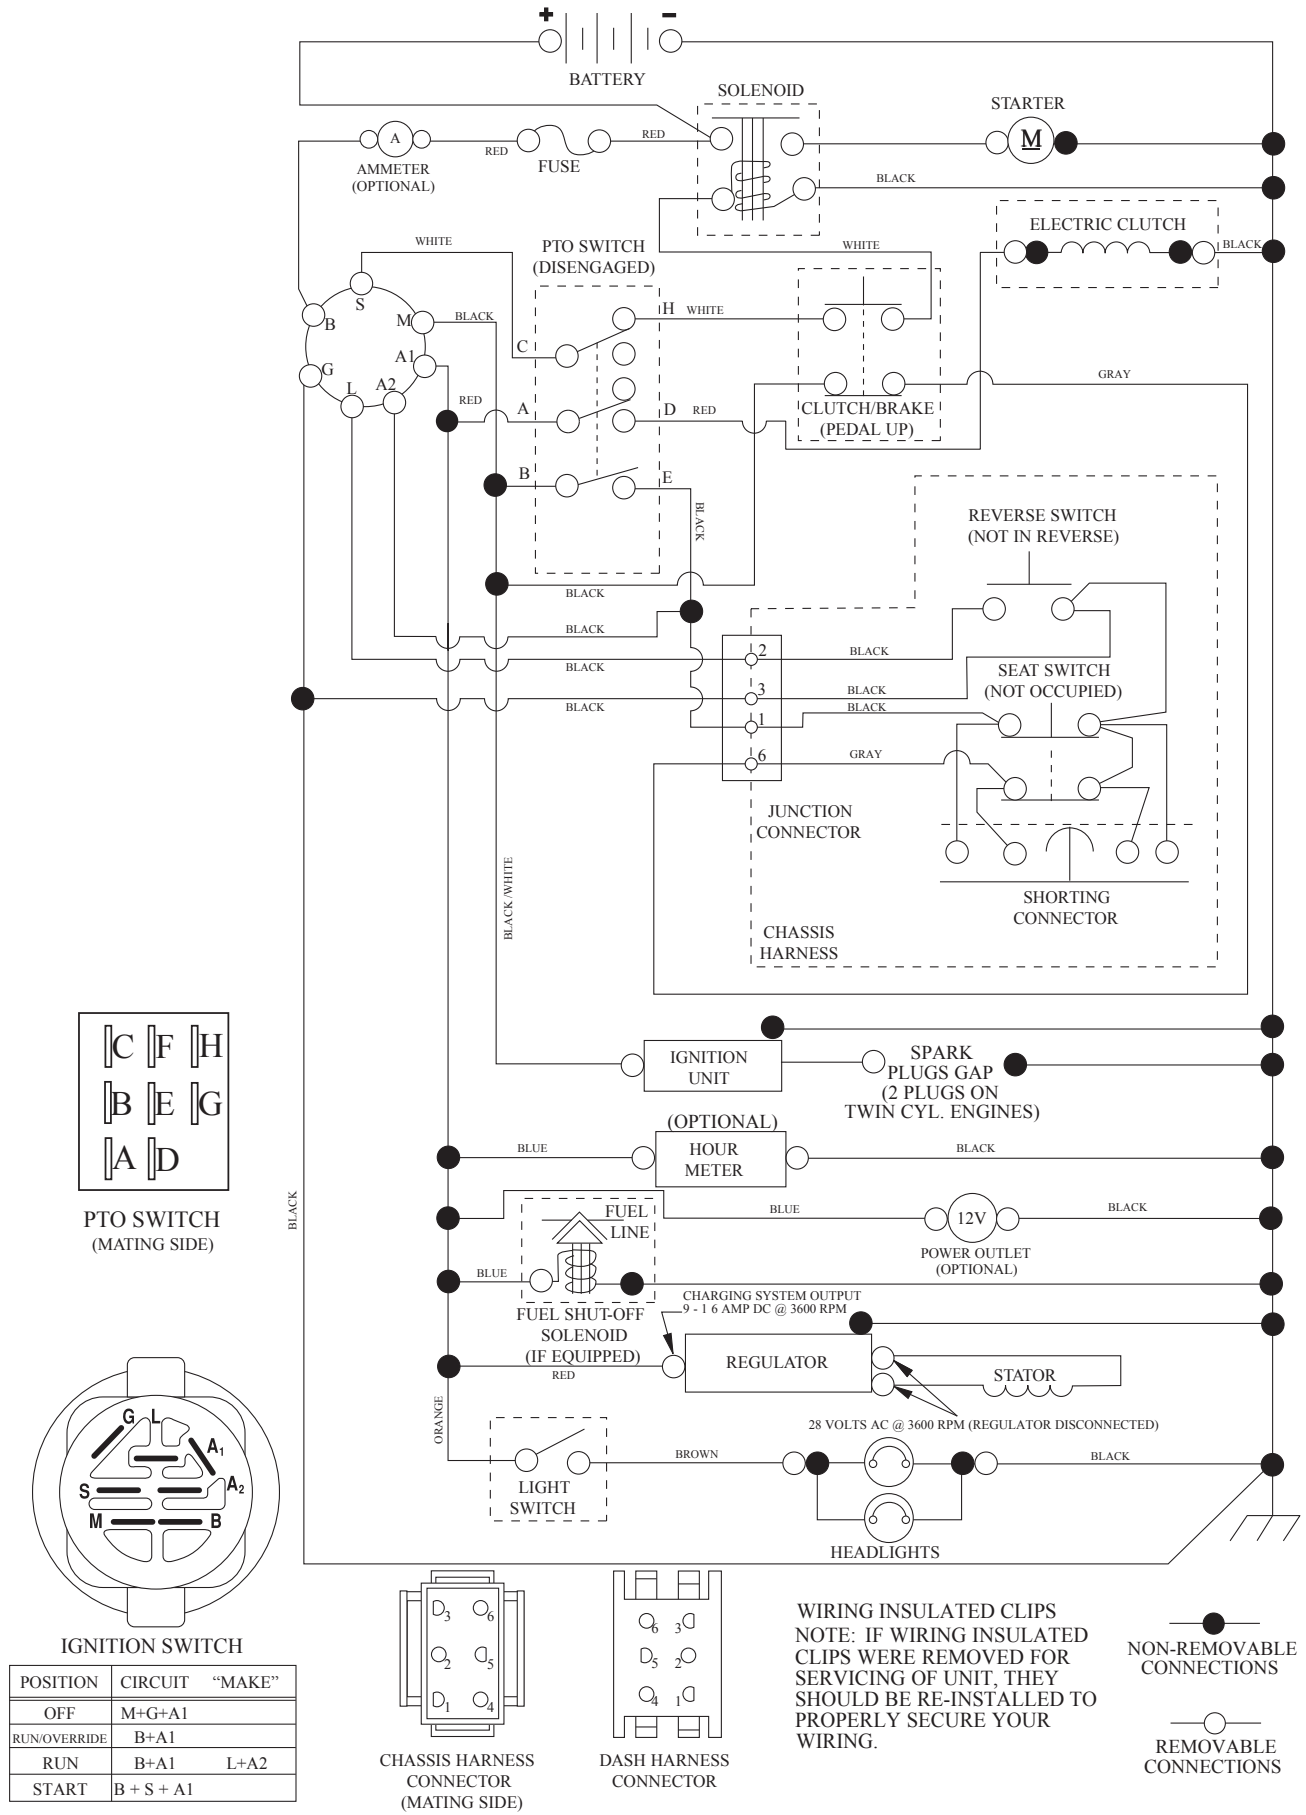 + −
BATTERY
SOLENOID
STARTER
A
RED
FUSE
RED
M
AMMETER
(OPTIONAL)
BLACK
ELECTRIC CLUTCH
WHITE
PTO SWITCH
(DISENGAGED)
WHITE
BLACK
S
B
M
BLACK
H
WHITE
C
A1
G
GRAY
L
A2
RED
A
D
RED
CLUTCH/BRAKE
(PEDAL UP)
B
E
BLACK
REVERSE SWITCH
(NOT IN REVERSE)
BLACK
BLACK
2
BLACK
BLACK
SEAT SWITCH
(NOT OCCUPIED)
3
BLACK
BLACK
BLACK
1
6
GRAY
JUNCTION
CONNECTOR
BLACK /WHITE
SHORTING
CONNECTOR
CHASSIS
HARNESS
C F H
B E G
A D
PTO SWITCH
(MATING SIDE)
IGNITION
UNIT
SPARK
PLUGS GAP
(2 PLUGS ON
TWIN CYL. ENGINES)
(OPTIONAL)
HOUR
METER
BLUE
BLACK
BLACK
FUEL
LINE
BLUE
12V
BLACK
POWER OUTLET
(OPTIONAL)
BLUE
FUEL SHUT-OFF
SOLENOID
(IF EQUIPPED)
CHARGING SYSTEM OUTPUT
9 - 1 6 AMP DC @ 3600 RPM
REGULATOR
RED
STATOR
28 VOLTS AC @ 3600 RPM (REGULATOR DISCONNECTED)
ORANGE
LIGHT
SWITCH
BROWN
BLACK
HEADLIGHTS
G L
A1
S
A2
M
B
IGNITION SWITCH
POSITION CIRCUIT “MAKE”
OFF M+G+A1
RUN/OVERRIDE B+A1
RUN B+A1 L+A2
START B + S + A1
3 6
2 5
1 4
CHASSIS HARNESS
CONNECTOR
(MATING SIDE)
6 3
5 2
4 1
DASH HARNESS
CONNECTOR
WIRING INSULATED CLIPS
NOTE: IF WIRING INSULATED
CLIPS WERE REMOVED FOR
SERVICING OF UNIT, THEY
SHOULD BE RE-INSTALLED TO
PROPERLY SECURE YOUR
WIRING.
NON-REMOVABLE
CONNECTIONS
REMOVABLE
CONNECTIONS